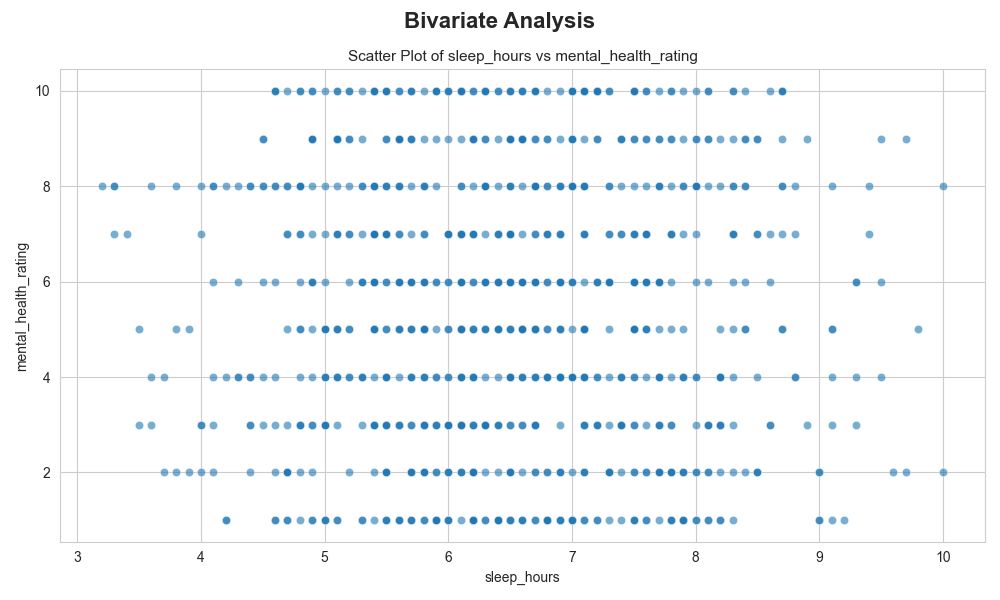 Bivariate Analysis
Scatter Plot of sleep_hours vs mental_health_rating
10
8
6
4
2
mental_health_rating
3 4 5 6 7 8 9 10
sleep_hours